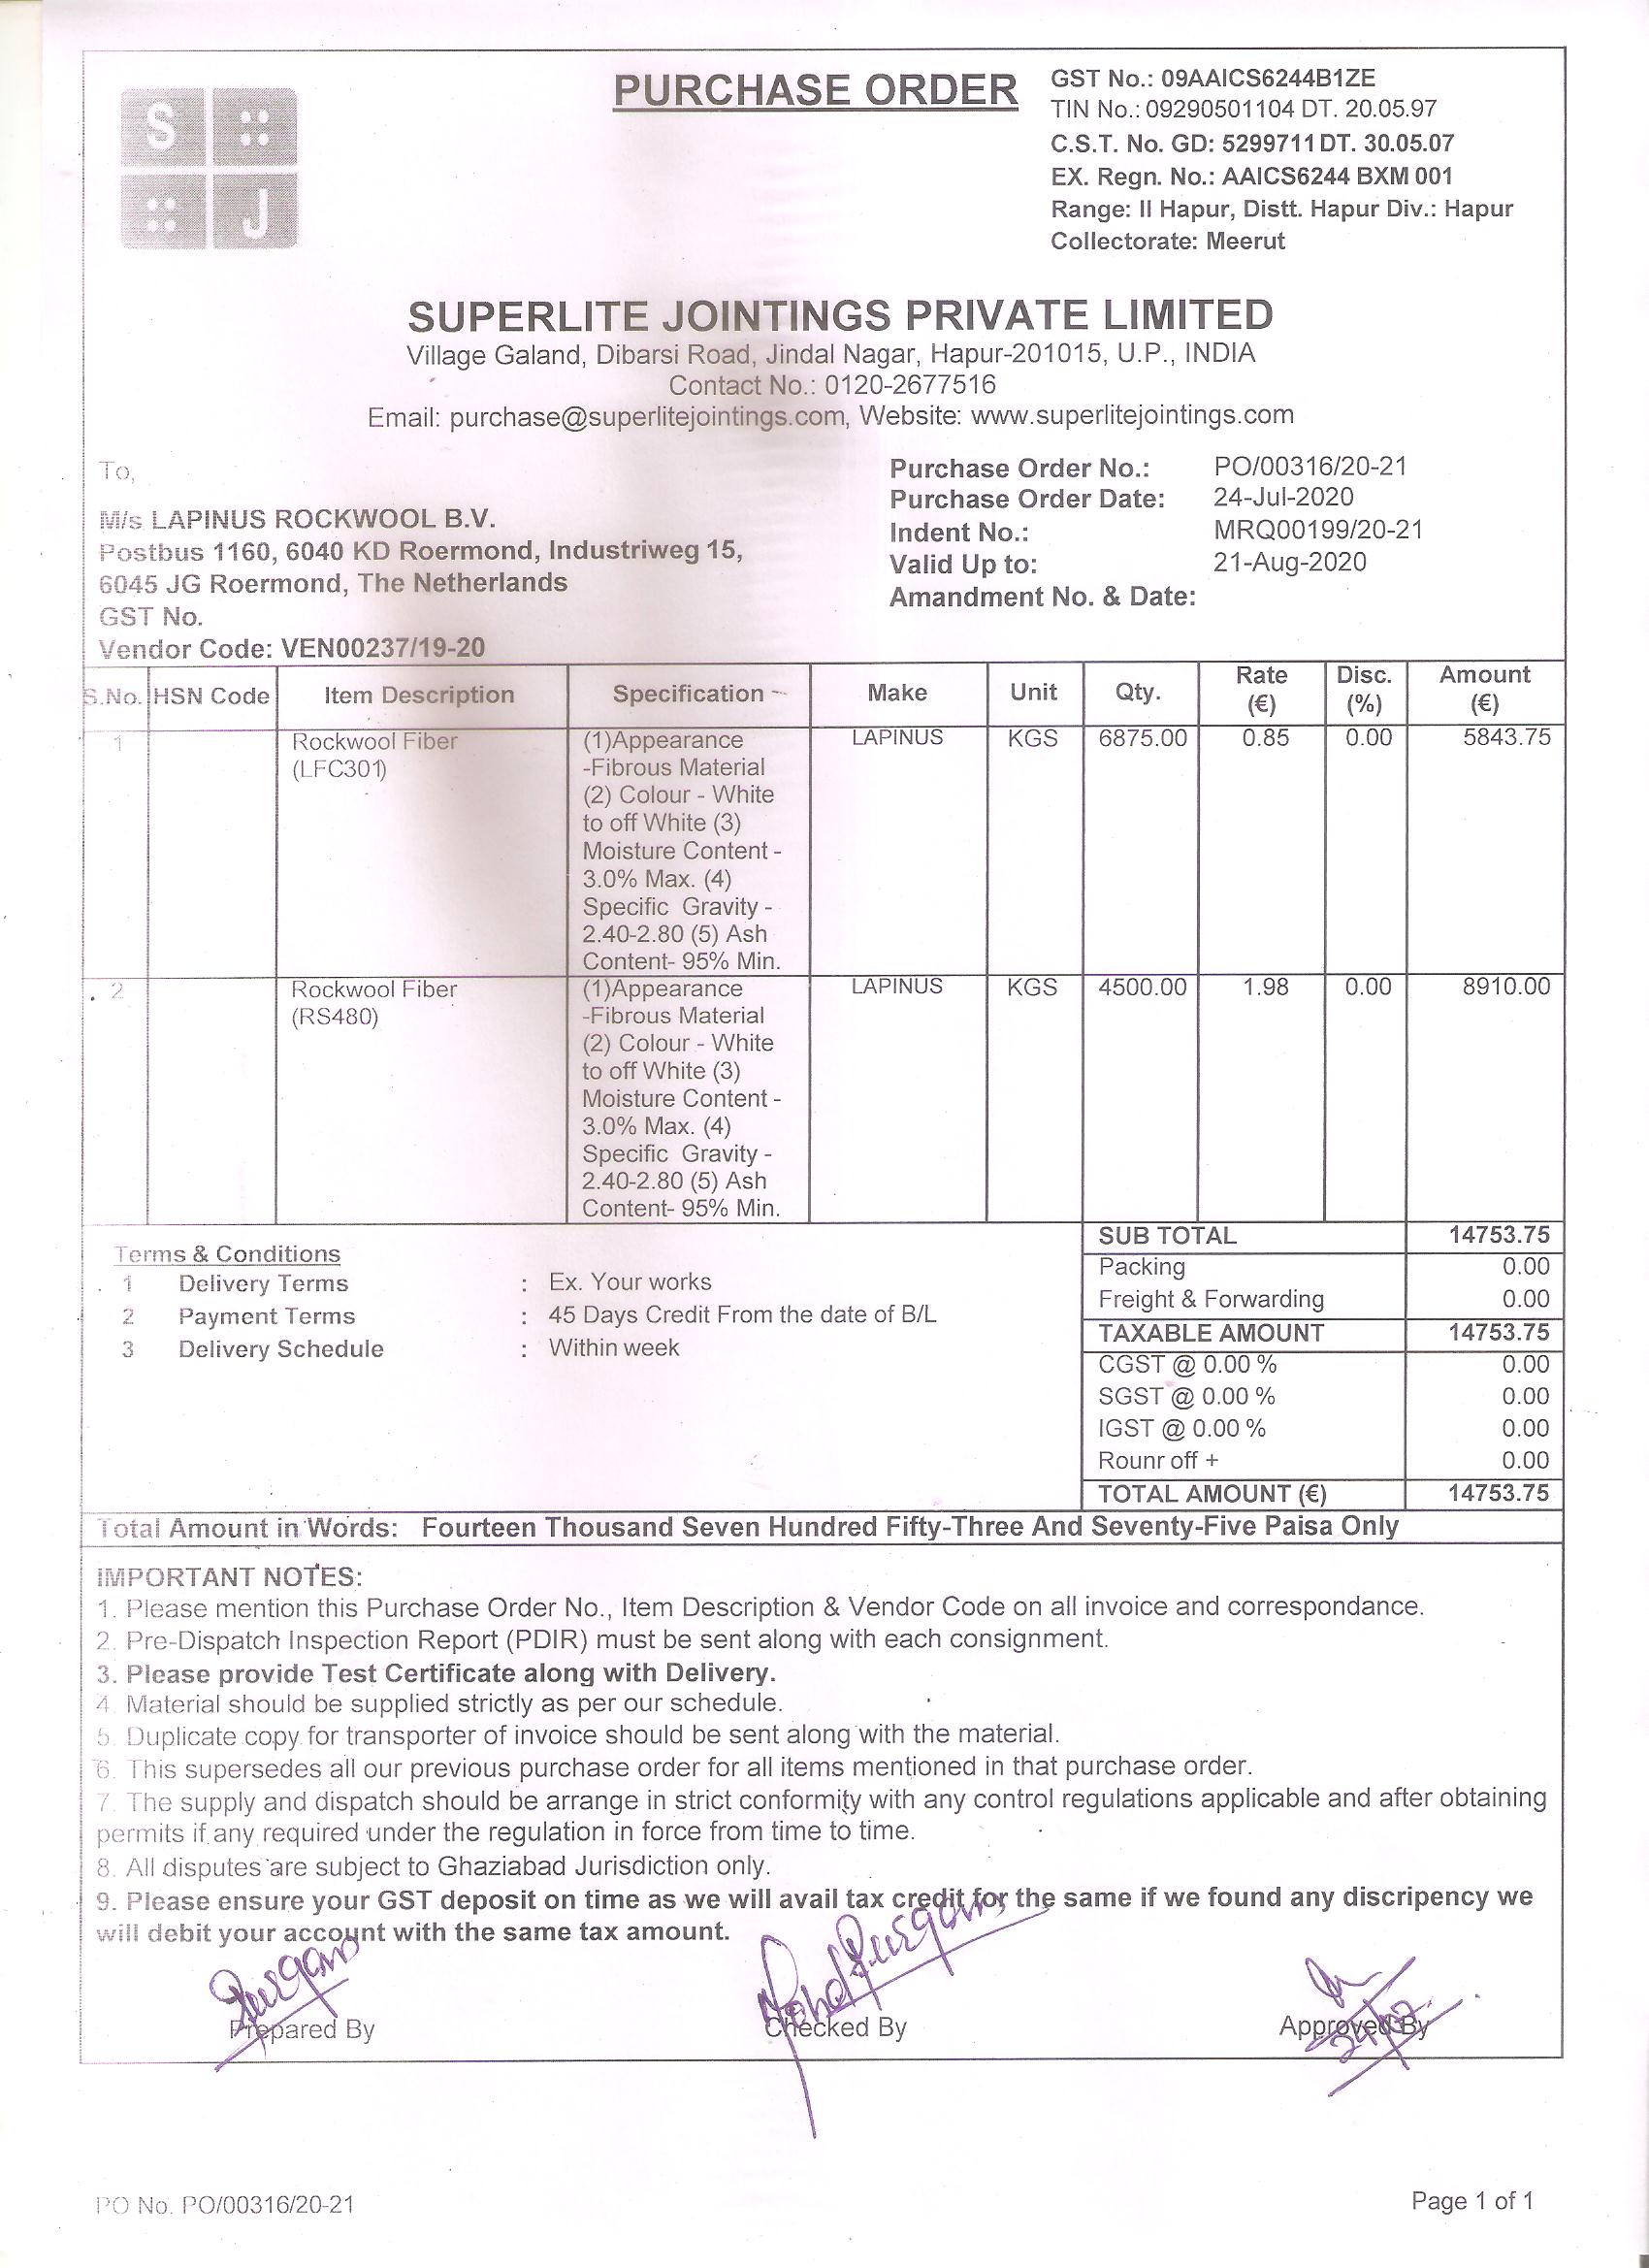 S
J
PURCHASE ORDER
GST No.: 09AAICS6244B1ZE
TIN No.: 09290501104 DT. 20.05.97
C.S.T. No. GD: 5299711 DT. 30.05.07
EX. Regn. No.: AAICS6244 BXM 001
Range: II Hapur, Distt. Hapur Div.: Hapur
Collectorate: Meerut
SUPERLITE JOINTINGS PRIVATE LIMITED
Village Galand, Dibarsi Road, Jindal Nagar, Hapur-201015, U.P., INDIA
Contact No.: 0120-2677516
Email: purchase@superlitejointings.com, Website: www.superlitejointings.com
To,
M/s LAPINUS ROCKWOOL B.V.
Postbus 1160, 6040 KD Roermond, Industriweg 15,
6045 JG Roermond, The Netherlands
GST No.
Vendor Code: VEN00237/19-20
Purchase Order No.: PO/00316/20-21
Purchase Order Date: 24-Jul-2020
Indent No.: MRQ00199/20-21
Valid Up to: 21-Aug-2020
Amandment No. & Date:
S.No. HSN Code Item Description Specification Make Unit Qty. Rate (€) Disc. (%) Amount (€)
1 Rockwool Fiber (1)Appearance LAPINUS KGS 6875.00 0.85 0.00 5843.75
(LFC301) -Fibrous Material
(2) Colour - White
to off White (3)
Moisture Content -
3.0% Max. (4)
Specific Gravity -
2.40-2.80 (5) Ash
Content- 95% Min.
2 Rockwool Fiber (1)Appearance LAPINUS KGS 4500.00 1.98 0.00 8910.00
(RS480) -Fibrous Material
(2) Colour - White
to off White (3)
Moisture Content -
3.0% Max. (4)
Specific Gravity -
2.40-2.80 (5) Ash
Content- 95% Min.
Terms & Conditions
1 Delivery Terms : Ex. Your works
2 Payment Terms : 45 Days Credit From the date of B/L
3 Delivery Schedule : Within week
SUB TOTAL 14753.75
Packing 0.00
Freight & Forwarding 0.00
TAXABLE AMOUNT 14753.75
CGST @ 0.00 % 0.00
SGST @ 0.00 % 0.00
IGST @ 0.00 % 0.00
Rounr off + 0.00
TOTAL AMOUNT (€) 14753.75
Total Amount in Words: Fourteen Thousand Seven Hundred Fifty-Three And Seventy-Five Paisa Only
IMPORTANT NOTES:
1. Please mention this Purchase Order No., Item Description & Vendor Code on all invoice and correspondance.
2. Pre-Dispatch Inspection Report (PDIR) must be sent along with each consignment.
3. Please provide Test Certificate along with Delivery.
4. Material should be supplied strictly as per our schedule.
5. Duplicate copy for transporter of invoice should be sent along with the material.
6. This supersedes all our previous purchase order for all items mentioned in that purchase order.
7. The supply and dispatch should be arrange in strict conformity with any control regulations applicable and after obtaining
permits if any required under the regulation in force from time to time.
8. All disputes are subject to Ghaziabad Jurisdiction only.
9. Please ensure your GST deposit on time as we will avail tax credit for the same if we found any discripency we
will debit your account with the same tax amount.
Prepared By
Checked By
Approved By
PO No. PO/00316/20-21
Page 1 of 1